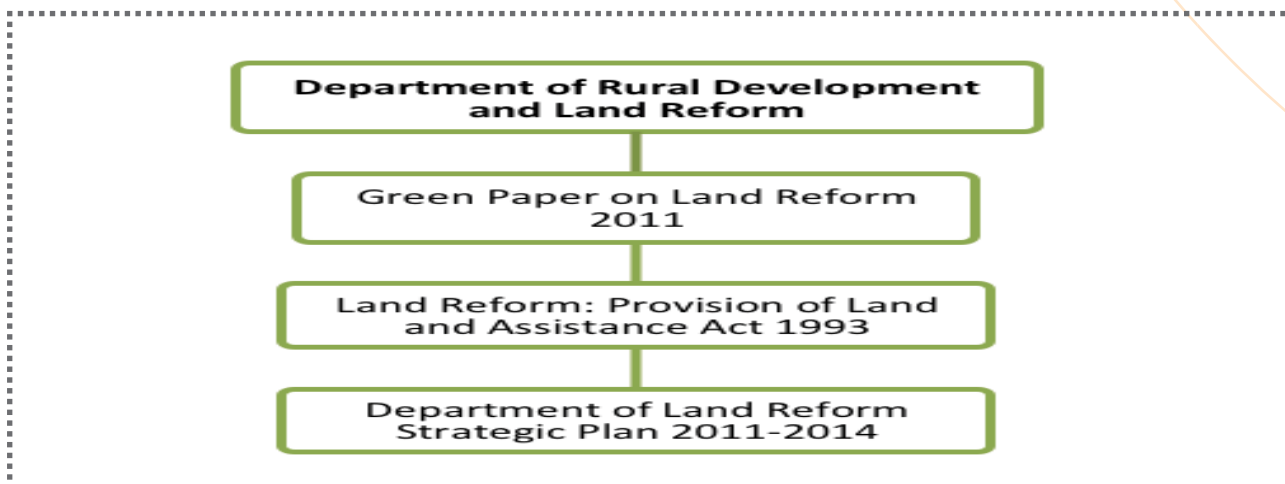 Department of Rural Development
and Land Reform
Green Paper on Land Reform
2011
Land Reform: Provision of Land
and Assistance Act 1993
Department of Land Reform
Strategic Plan 2011-2014